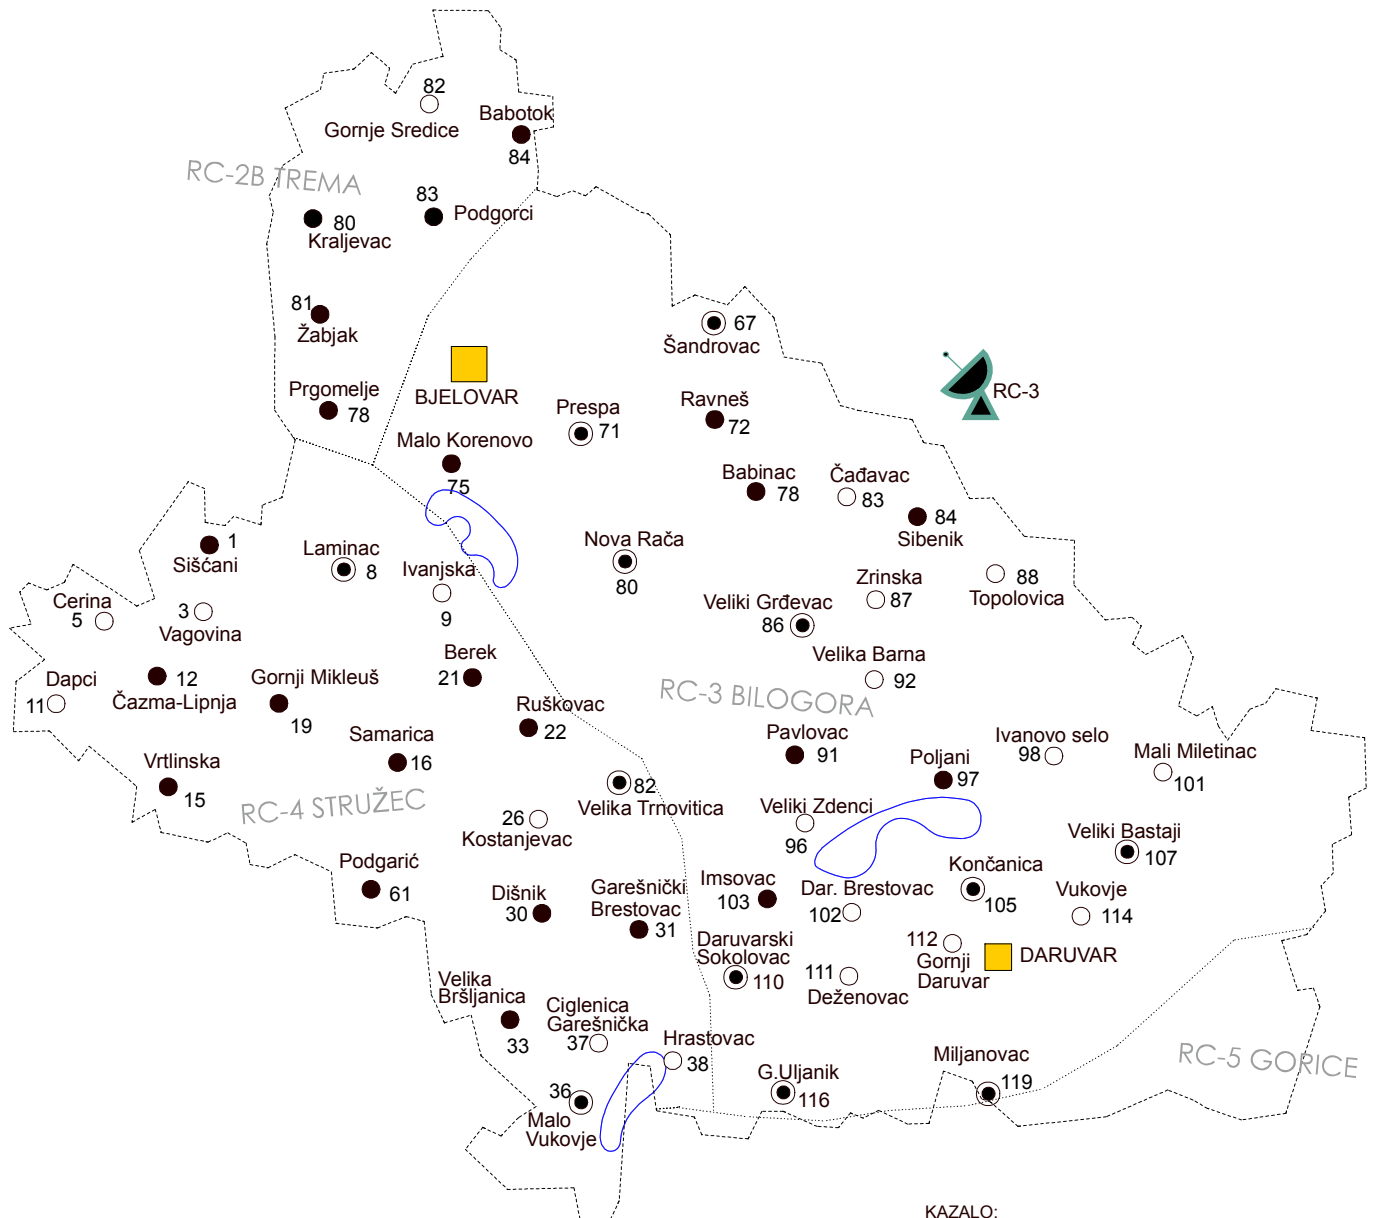 82
Gornje Sredice
Babotok
84
RC-2B TREMA
83
Podgorci
80
Kraljevac
81
Žabjak
67
Šandrovac
BJELOVAR
RC-3
Prgomelje
78
Prespa
71
Ravneš
72
Malo Korenovo
75
Babinac
78
Čađavac
83
84
Sibenik
1
Sišćani
Laminac
8
Ivanjska
9
Nova Rača
80
Zrinska
87
88
Topolovica
Cerina
5
3
Vagovina
Veliki Grđevac
86
Velika Barna
92
Dapci
11
12
Čazma-Lipnja
Gornji Mikleuš
19
Berek
21
RC-3 BILOGORA
Ruškovac
22
Samarica
16
Vrtlinska
15
RC-4 STRUŽEC
Pavlovac
91
Poljani
97
Ivanovo selo
98
Mali Miletinac
101
82
Velika Trnovitica
26
Kostanjevac
Veliki Zdenci
96
Veliki Bastaji
107
Podgarić
61
Dišnik
30
Garešnički
Brestovac
31
Imsovac
103
Dar. Brestovac
102
Končanica
105
Vukovje
114
Daruvarski
Sokolovac
110
111
Deženovac
112
Gornji
Daruvar
DARUVAR
Velika
Bršljanica
33
Ciglenica
Garešnička
37
Hrastovac
38
36
Malo
Vukovje
G.Uljanik
116
Miljanovac
119
RC-5 GORICE
KAZALO: